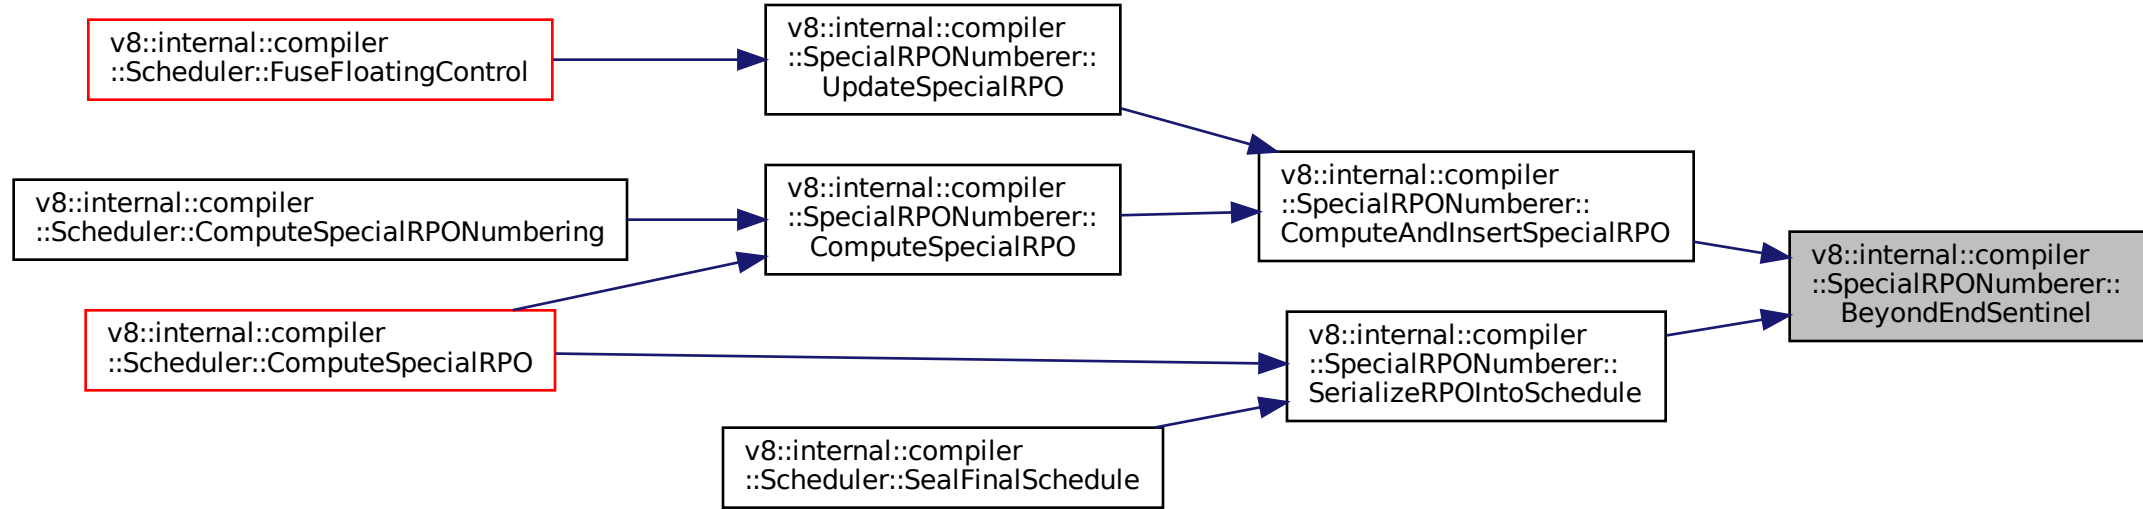 v8::internal::compiler
::Scheduler::FuseFloatingControl
v8::internal::compiler
::SpecialRPONumberer::
UpdateSpecialRPO
v8::internal::compiler
::Scheduler::ComputeSpecialRPONumbering
v8::internal::compiler
::SpecialRPONumberer::
ComputeSpecialRPO
v8::internal::compiler
::SpecialRPONumberer::
ComputeAndInsertSpecialRPO
v8::internal::compiler
::SpecialRPONumberer::
BeyondEndSentinel
v8::internal::compiler
::Scheduler::ComputeSpecialRPO
v8::internal::compiler
::SpecialRPONumberer::
SerializeRPOIntoSchedule
v8::internal::compiler
::Scheduler::SealFinalSchedule